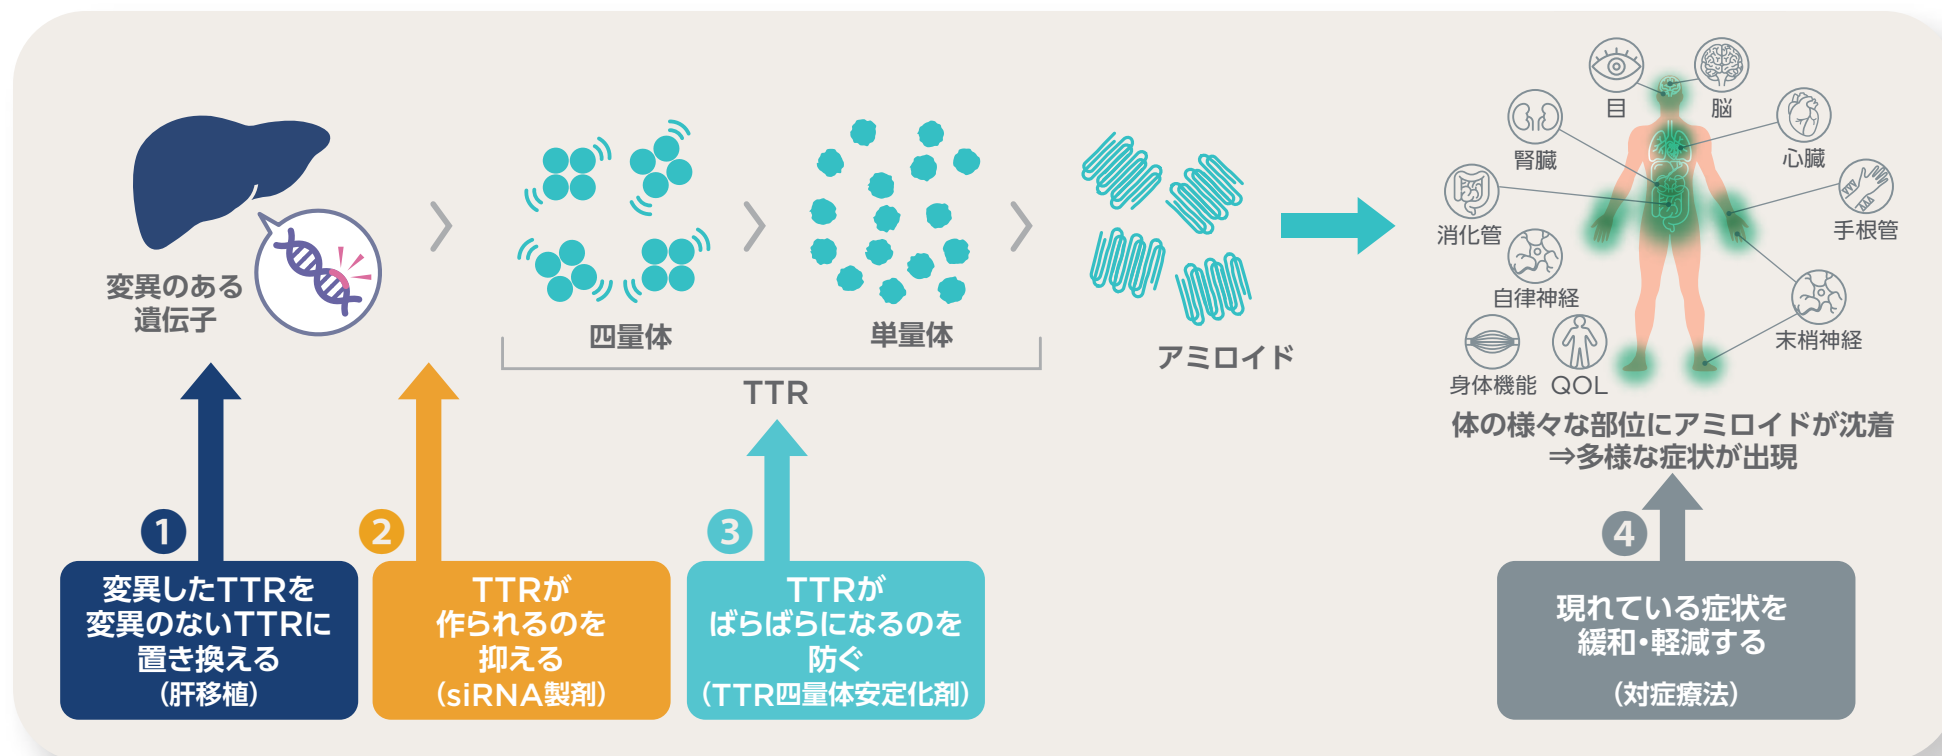 変異のある
遺伝子
四量体
単量体
TTR
アミロイド
目
脳
腎臓
心臓
消化管
手根管
自律神経
末梢神経
身体機能
QOL
体の様々な部位にアミロイドが沈着
⇒多様な症状が出現
1
変異したTTRを
変異のないTTRに
置き換える
（肝移植）
2
TTRが
作られるのを
抑える
（siRNA製剤）
3
TTRが
ばらばらになるのを
防ぐ
（TTR四量体安定化剤）
4
現れている症状を
緩和・軽減する
（対症療法）